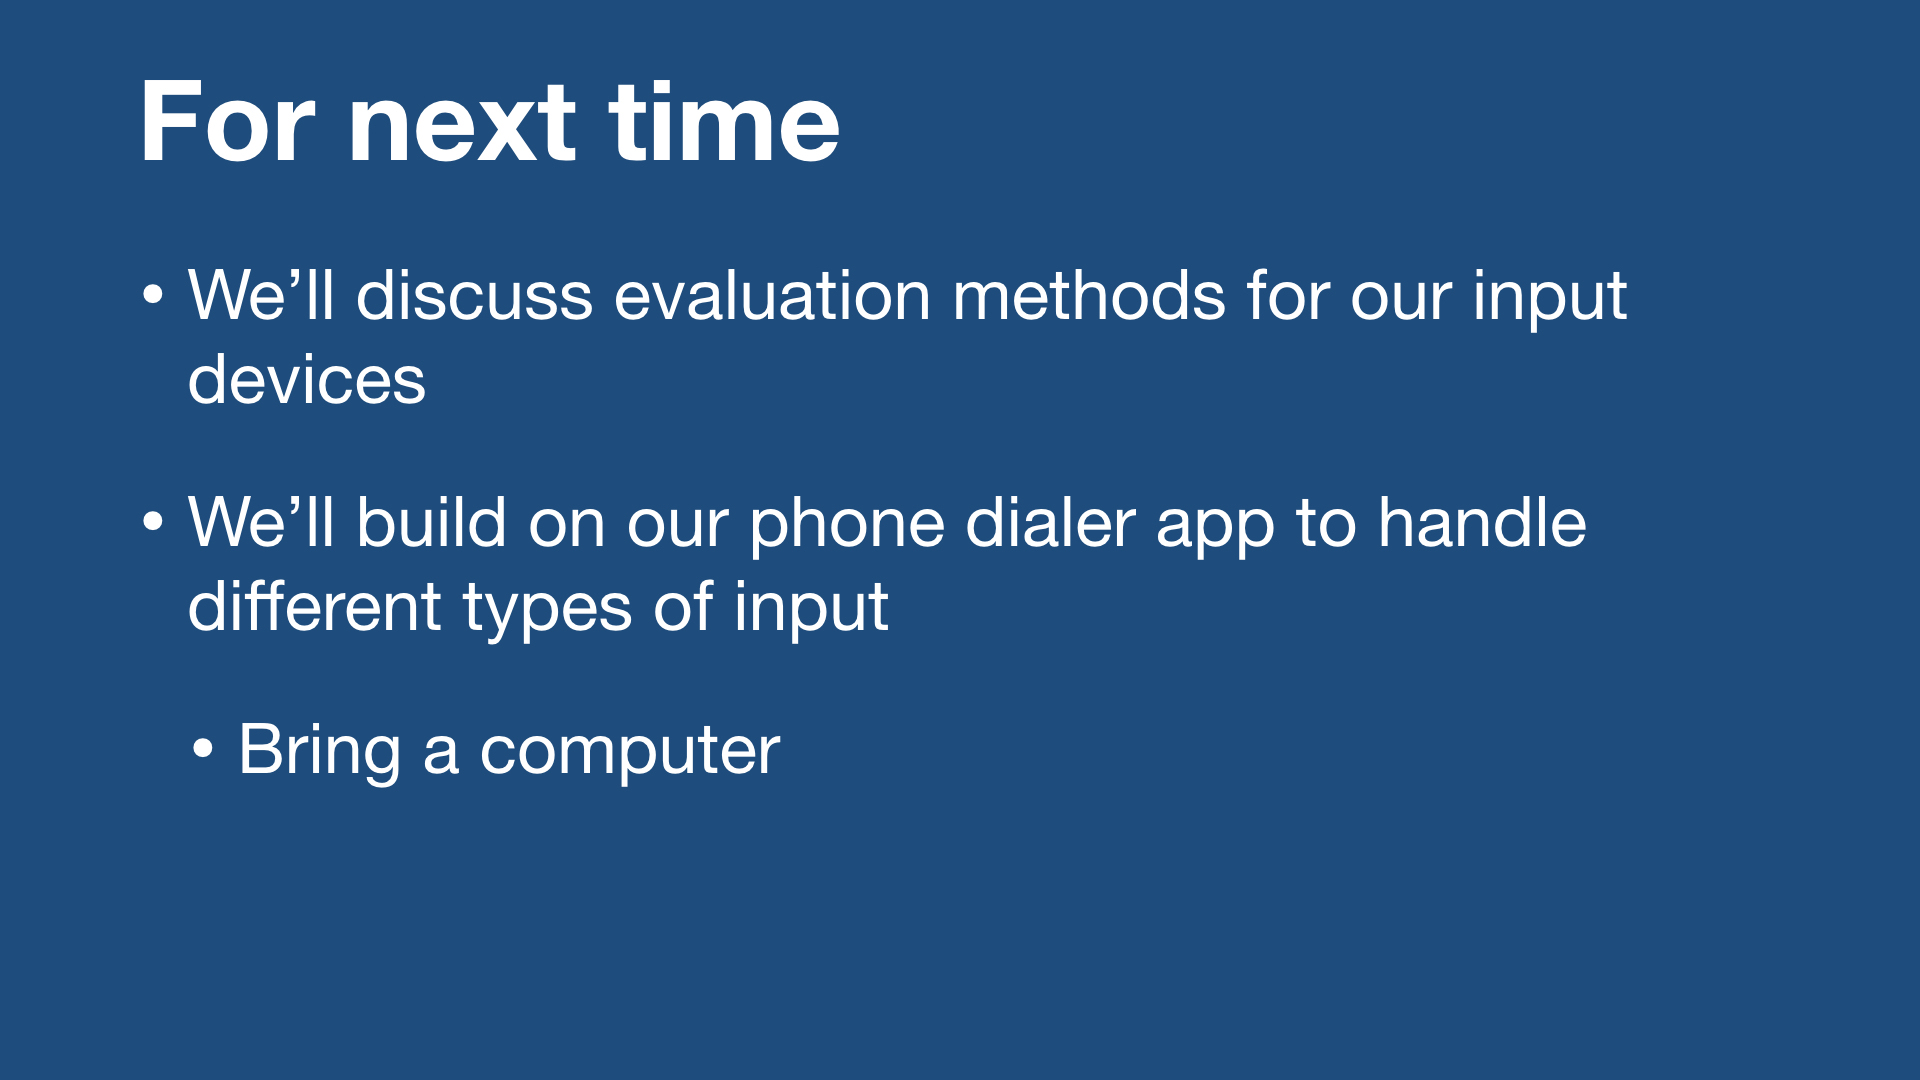 For next time
• We’ll discuss evaluation methods for our input
devices
• We’ll build on our phone dialer app to handle
different types of input
• Bring a computer